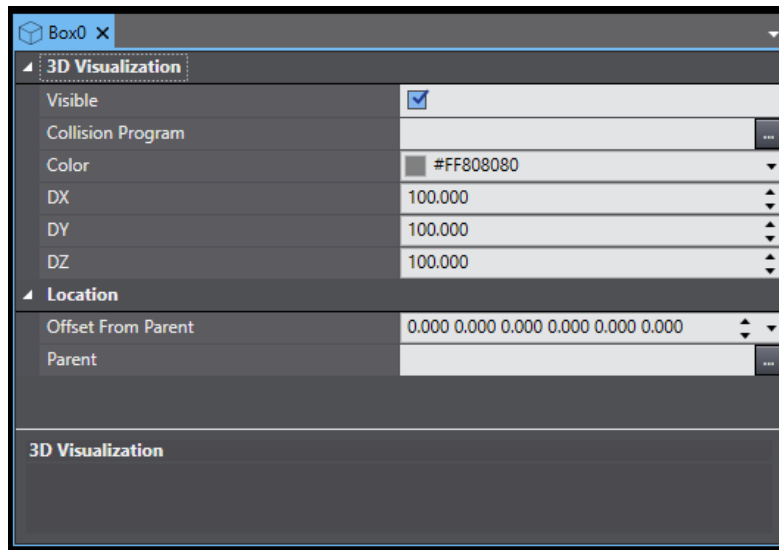 Box0
3D Visualization
Visible
Collision Program
...
Color #FF808080
DX 100.000
DY 100.000
DZ 100.000
Location
Offset From Parent 0.000 0.000 0.000 0.000 0.000 0.000
Parent
...
3D Visualization